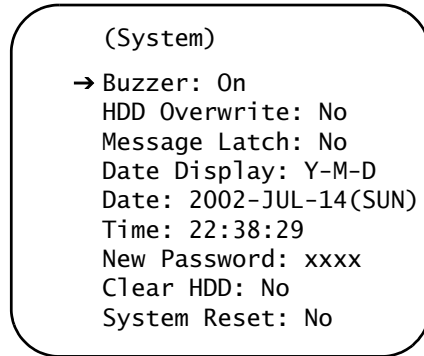 (System)
➔ Buzzer: On
HDD Overwrite: No
Message Latch: No
Date Display: Y-M-D
Date: 2002-JUL-14(SUN)
Time: 22:38:29
New Password: xxxx
Clear HDD: No
System Reset: No